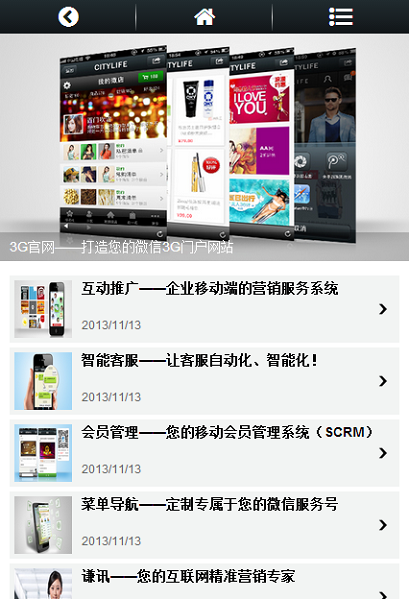 CITYLIFE
我的微店
CITYLIFE
CITYLIFE
I LOVE
YOU.
CITYLIFE
3G官网——打造您的微信3G门户网站
互动推广——企业移动端的营销服务系统
2013/11/13
智能客服——让客服自动化、智能化!
2013/11/13
会员管理——您的移动会员管理系统（SCRM）
2013/11/13
菜单导航——定制专属于您的微信服务号
2013/11/13
谦讯——您的互联网精准营销专家